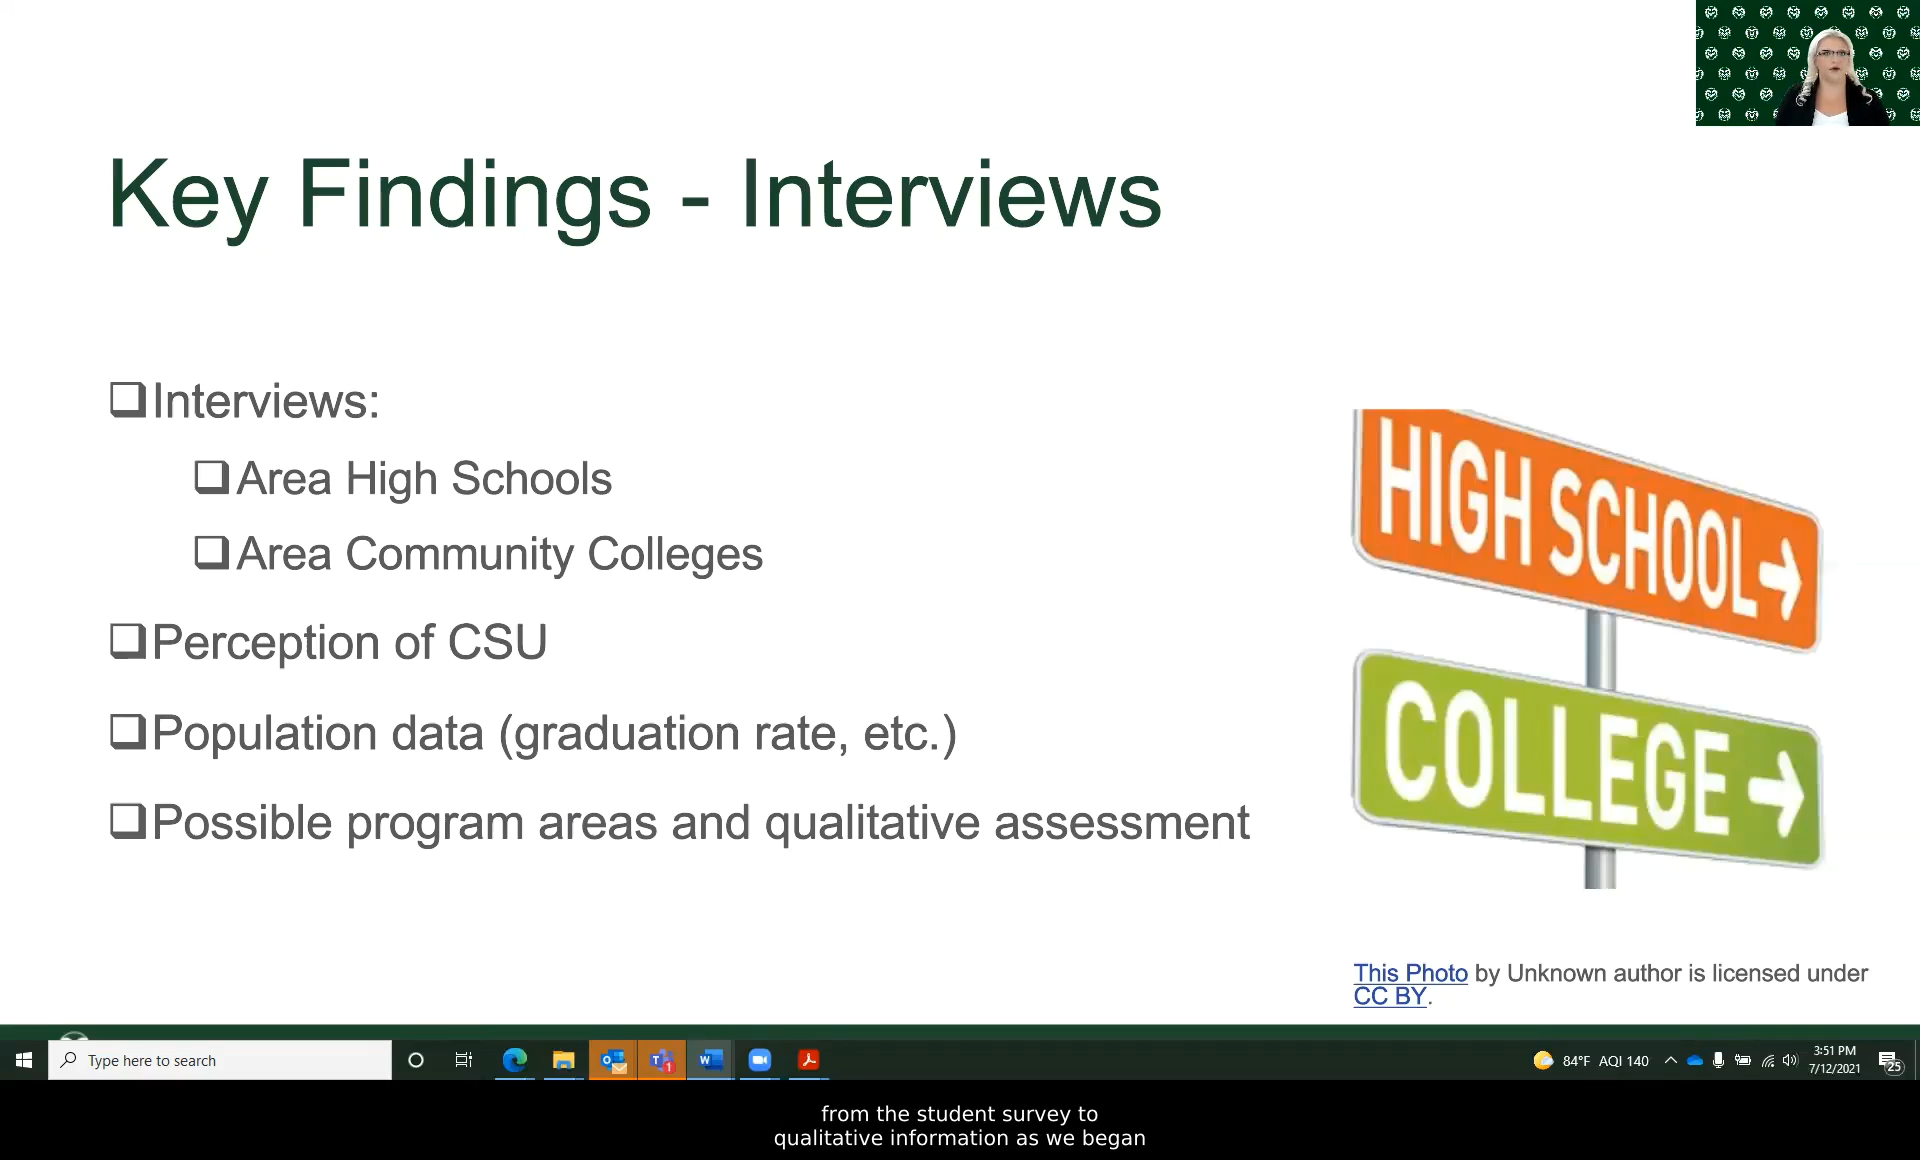 Key Findings - Interviews
Interviews:
Area High Schools
Area Community Colleges
Perception of CSU
Population data (graduation rate, etc.)
Possible program areas and qualitative assessment
HIGH SCHOOL
COLLEGE
This Photo by Unknown author is licensed under
CC BY.
Type here to search
84°F AQI 140
3:51 PM
7/12/2021
25
from the student survey to
qualitative information as we began